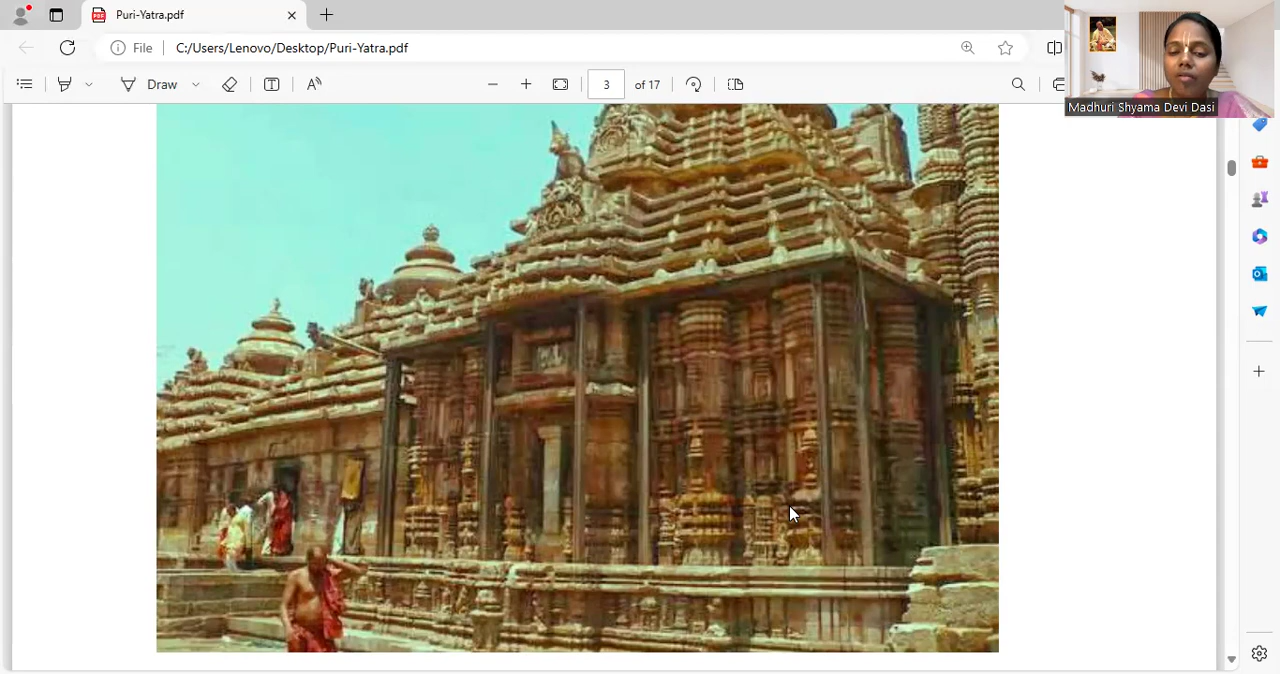 Puri-Yatra.pdf
File
C:/Users/Lenovo/Desktop/Puri-Yatra.pdf
Draw
3
of 17
Madhuri Shyama Devi Dasi